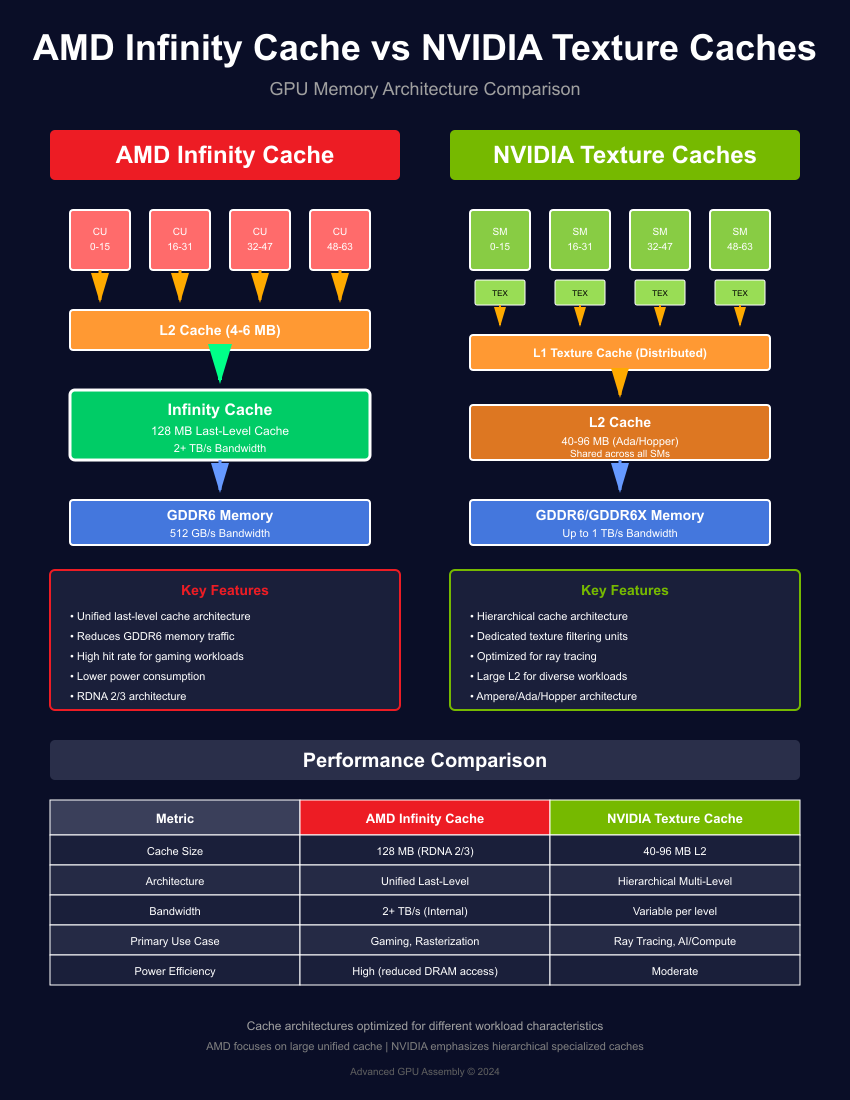 AMD Infinity Cache vs NVIDIA Texture Caches
GPU Memory Architecture Comparison
AMD Infinity Cache
CU
0-15
CU
16-31
CU
32-47
CU
48-63
L2 Cache (4-6 MB)
Infinity Cache
128 MB Last-Level Cache
2+ TB/s Bandwidth
GDDR6 Memory
512 GB/s Bandwidth
NVIDIA Texture Caches
SM
0-15
SM
16-31
SM
32-47
SM
48-63
TEX
TEX
TEX
TEX
L1 Texture Cache (Distributed)
L2 Cache
40-96 MB (Ada/Hopper)
Shared across all SMs
GDDR6/GDDR6X Memory
Up to 1 TB/s Bandwidth
Key Features
• Unified last-level cache architecture
• Reduces GDDR6 memory traffic
• High hit rate for gaming workloads
• Lower power consumption
• RDNA 2/3 architecture
Key Features
• Hierarchical cache architecture
• Dedicated texture filtering units
• Optimized for ray tracing
• Large L2 for diverse workloads
• Ampere/Ada/Hopper architecture
Performance Comparison
Metric AMD Infinity Cache NVIDIA Texture Cache
Cache Size 128 MB (RDNA 2/3) 40-96 MB L2
Architecture Unified Last-Level Hierarchical Multi-Level
Bandwidth 2+ TB/s (Internal) Variable per level
Primary Use Case Gaming, Rasterization Ray Tracing, AI/Compute
Power Efficiency High (reduced DRAM access) Moderate
Cache architectures optimized for different workload characteristics
AMD focuses on large unified cache | NVIDIA emphasizes hierarchical specialized caches
Advanced GPU Assembly © 2024